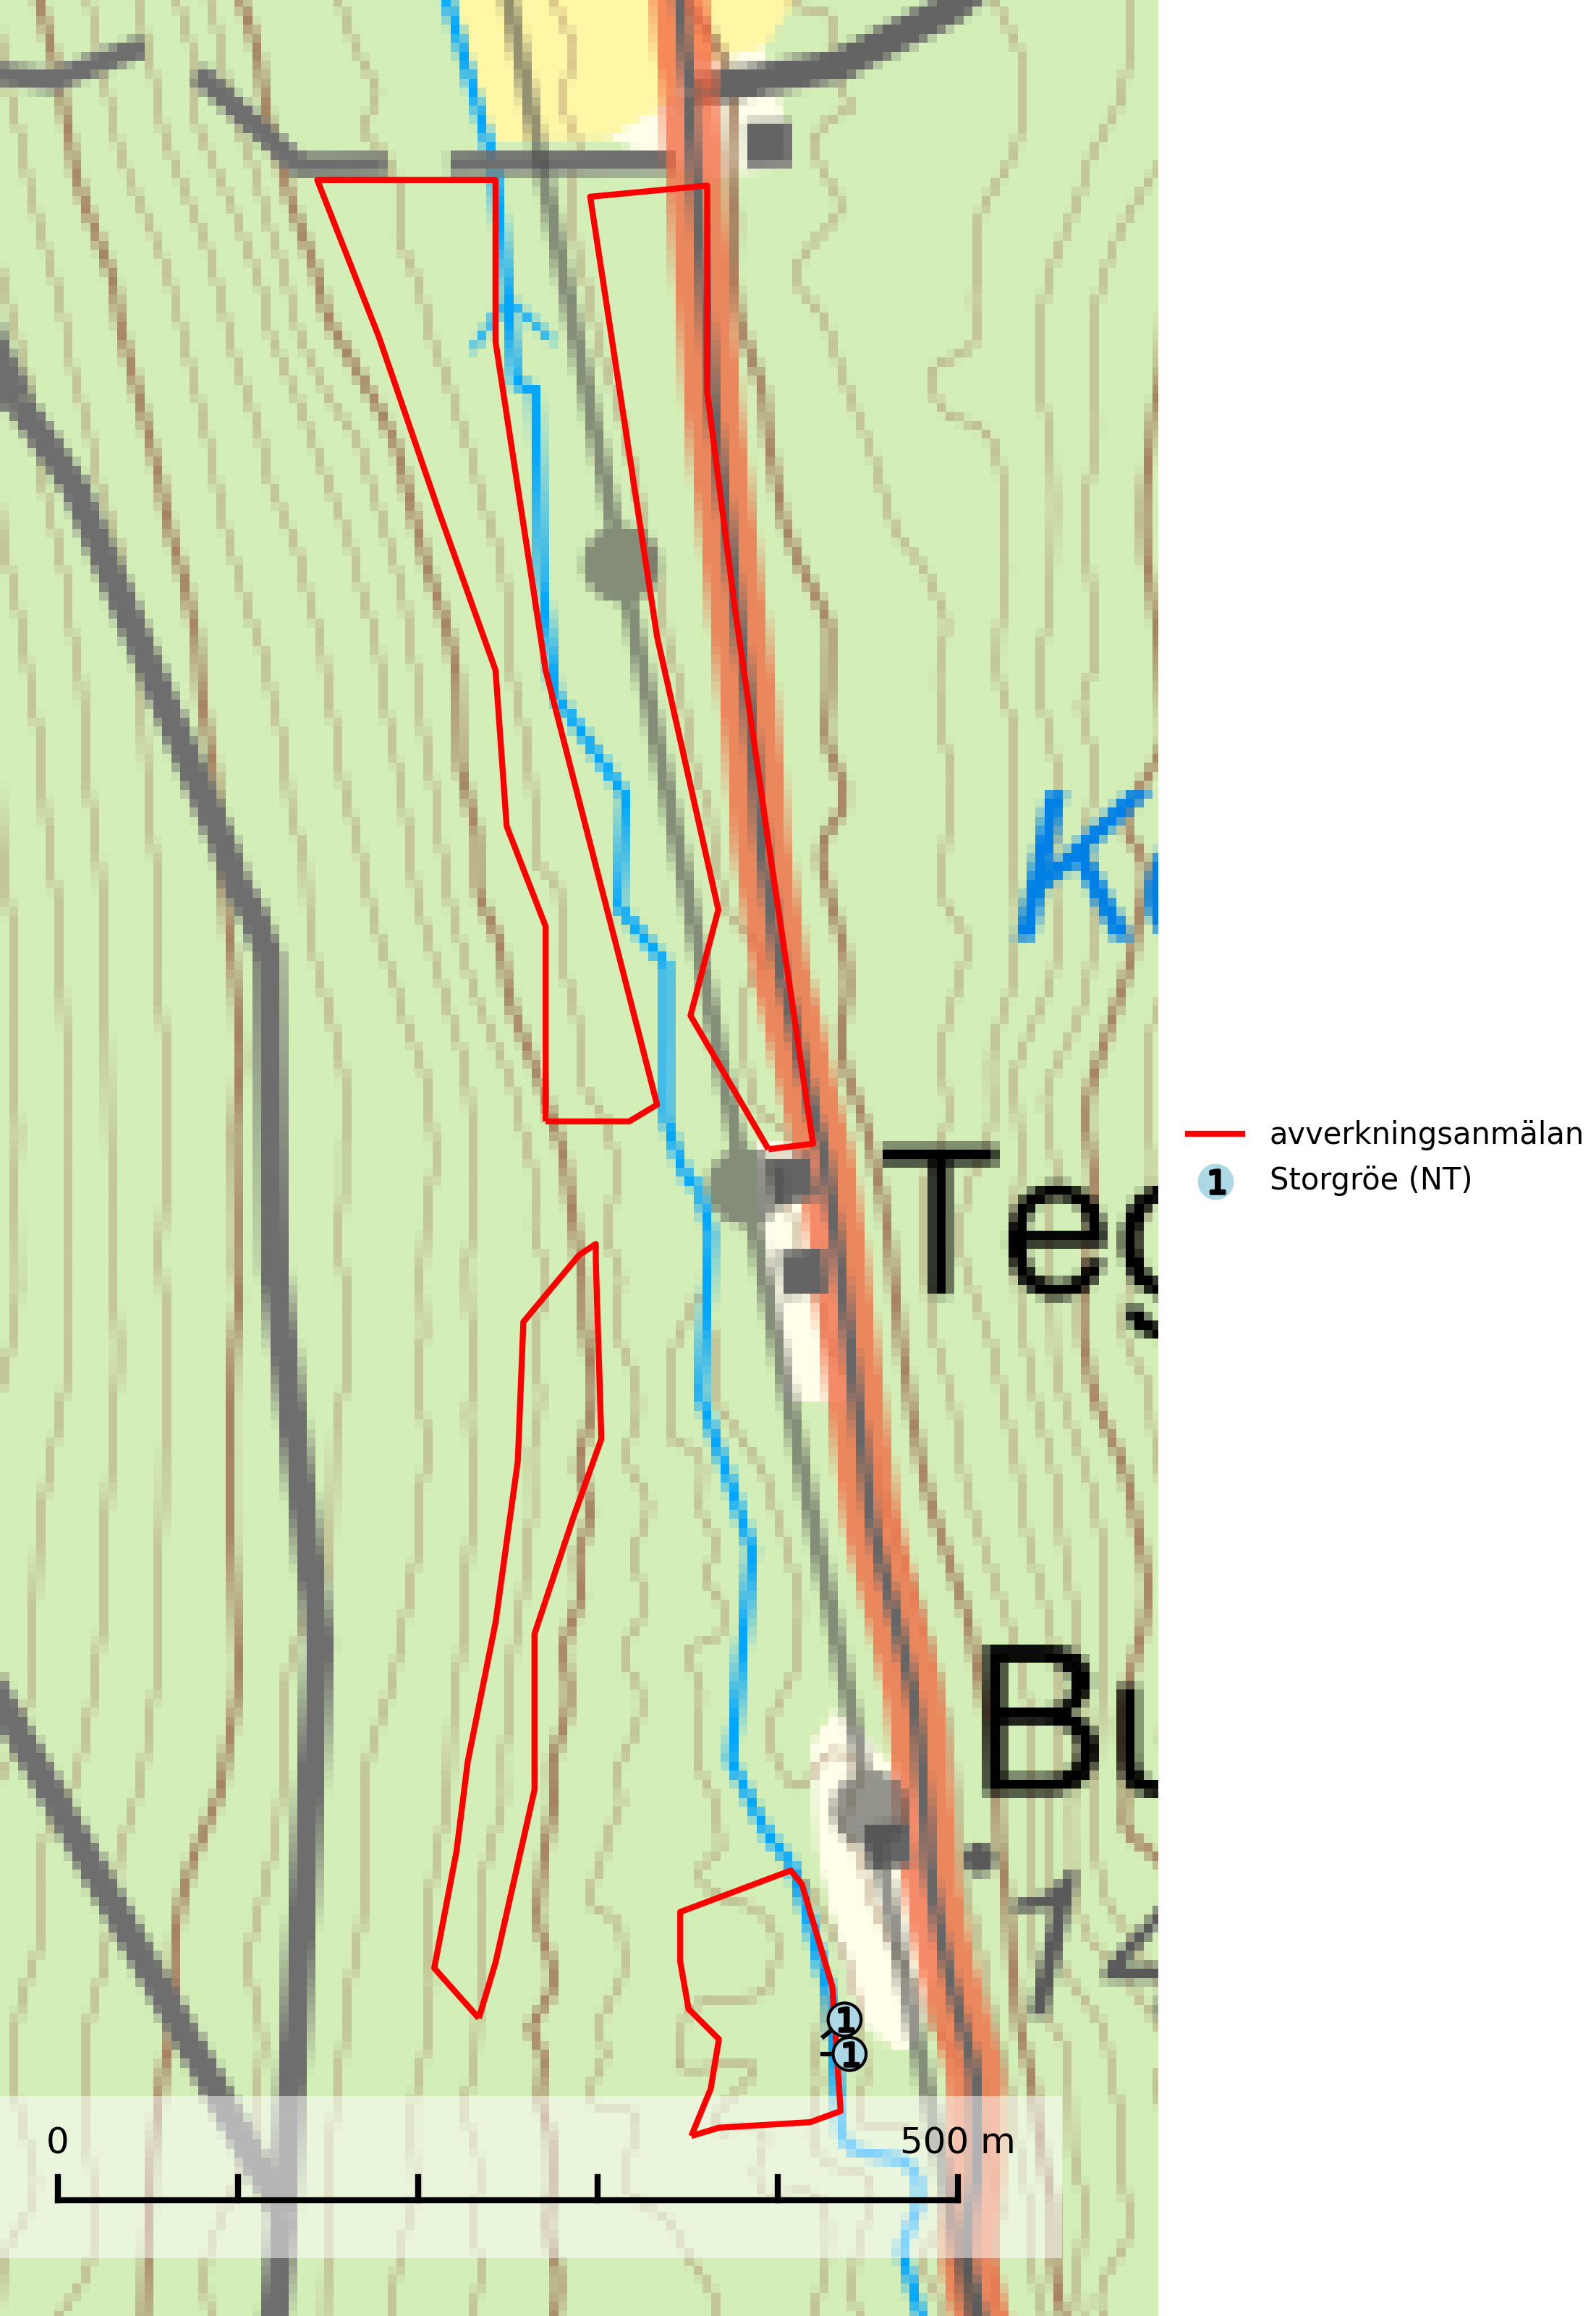 avverkningsanmälan
1 Storgröe (NT)
1
1
0 500 m